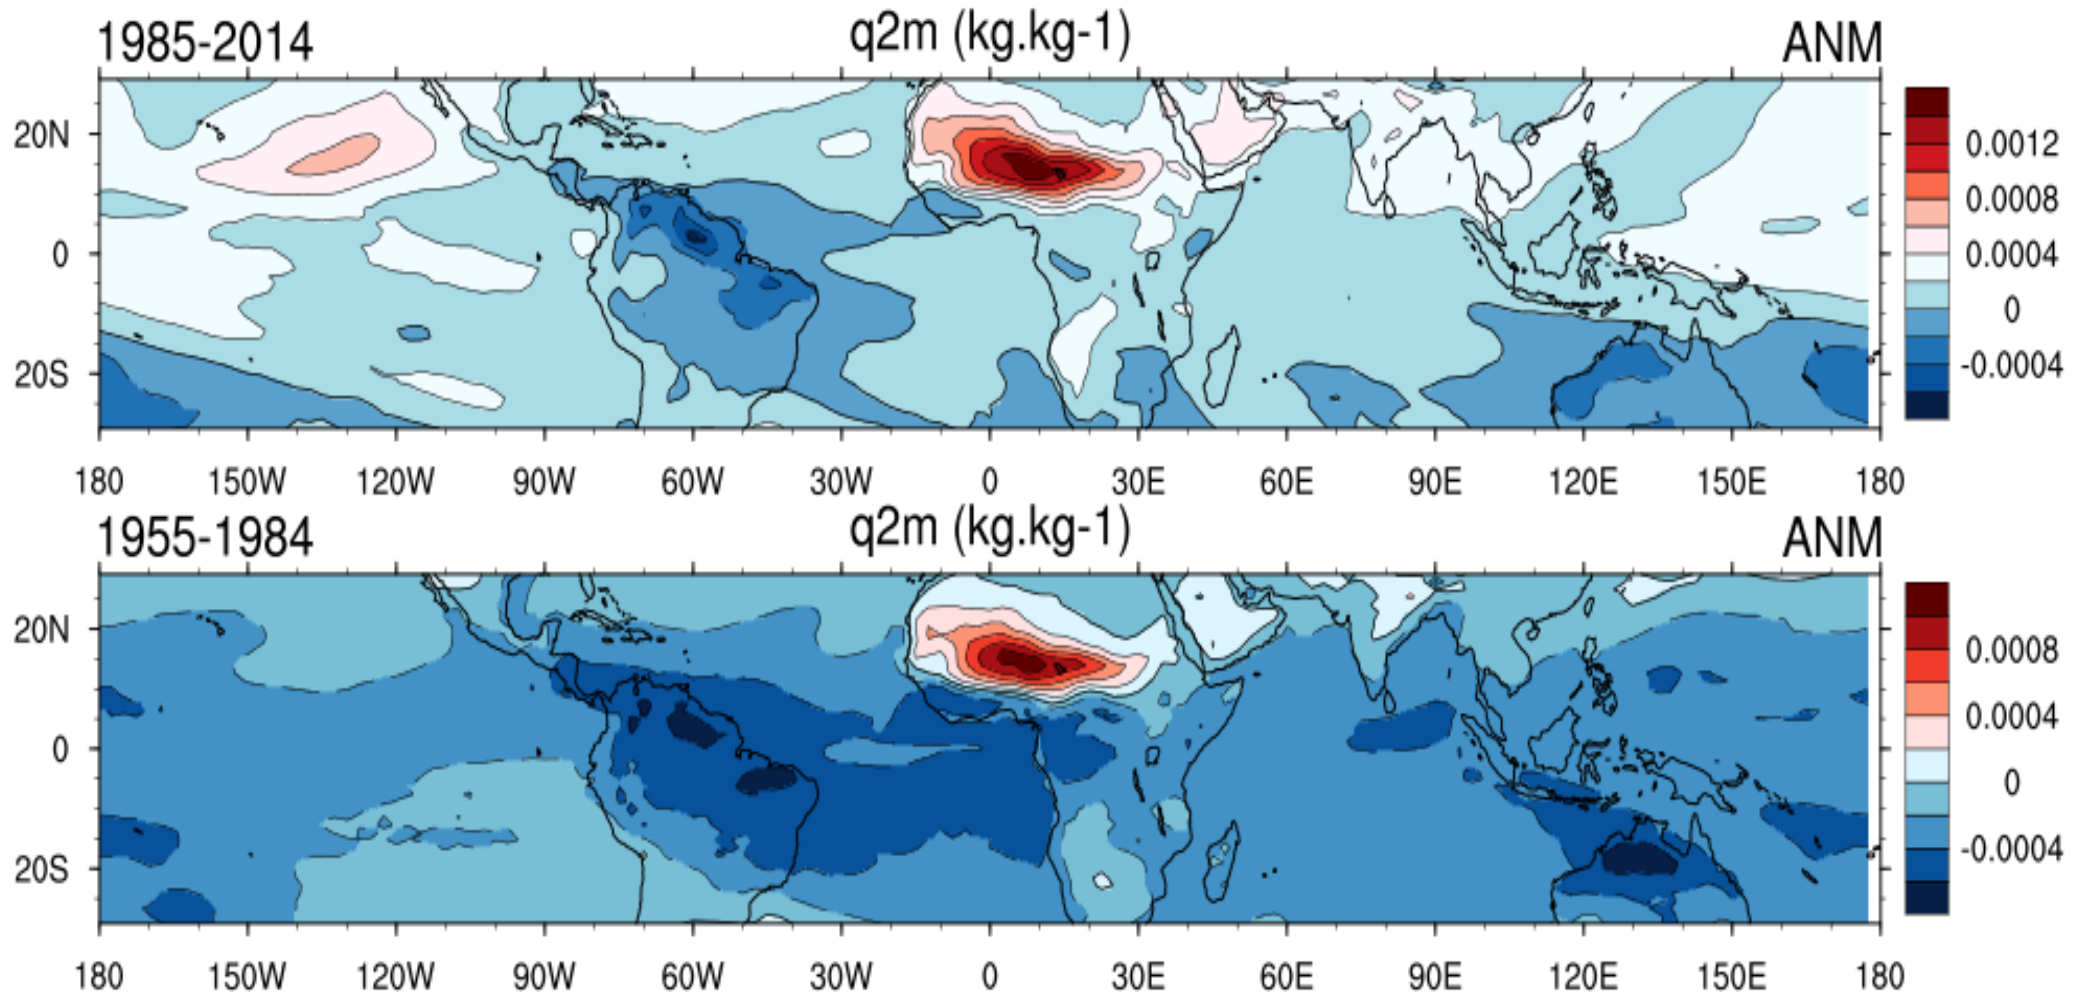 1985-2014 q2m (kg.kg-1) ANM
20N
0
20S
0.0012
0.0008
0.0004
0
-0.0004
180 150W 120W 90W 60W 30W 0 30E 60E 90E 120E 150E 180
1955-1984 q2m (kg.kg-1) ANM
20N
0
20S
0.0008
0.0004
0
-0.0004
180 150W 120W 90W 60W 30W 0 30E 60E 90E 120E 150E 180